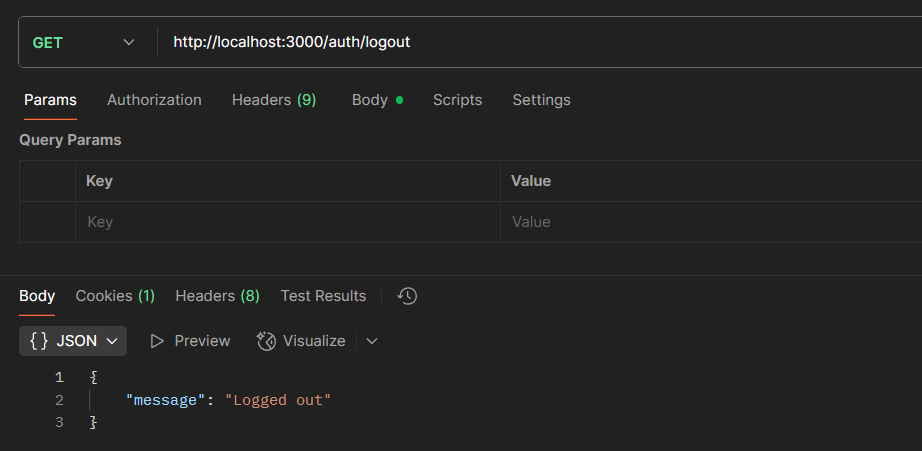 GET http://localhost:3000/auth/logout
Params Authorization Headers (9) Body Scripts Settings
Query Params
Key Value
Key Value
Body Cookies (1) Headers (8) Test Results
{} JSON Preview Visualize
1 {
2 "message": "Logged out"
3 }